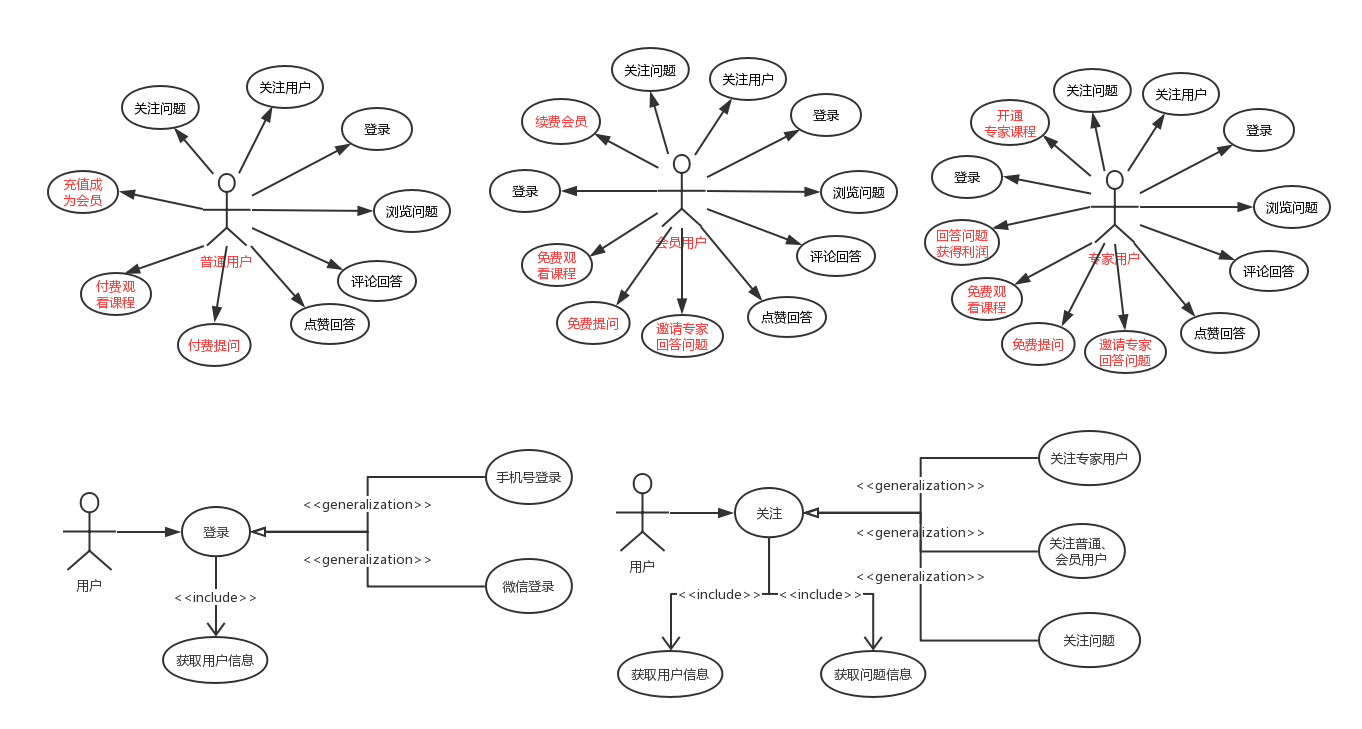 关注问题
关注用户
登录
充值成
为会员
浏览问题
普通用户
付费观
看课程
评论回答
点赞回答
付费提问
关注问题
关注用户
续费会员
登录
登录
浏览问题
会员用户
免费观
看课程
评论回答
免费提问
邀请专家
回答问题
点赞回答
关注问题
关注用户
开通
专家课程
登录
登录
浏览问题
回答问题
获得利润
专家用户
免费观
看课程
评论回答
免费提问
邀请专家
回答问题
点赞回答
手机号登录
<<generalization>>
登录
<<generalization>>
用户
微信登录
<<include>>
获取用户信息
关注专家用户
<<generalization>>
关注
<<generalization>>
关注普通、
会员用户
用户
<<generalization>>
<<include>>
<<include>>
关注问题
获取用户信息
获取问题信息